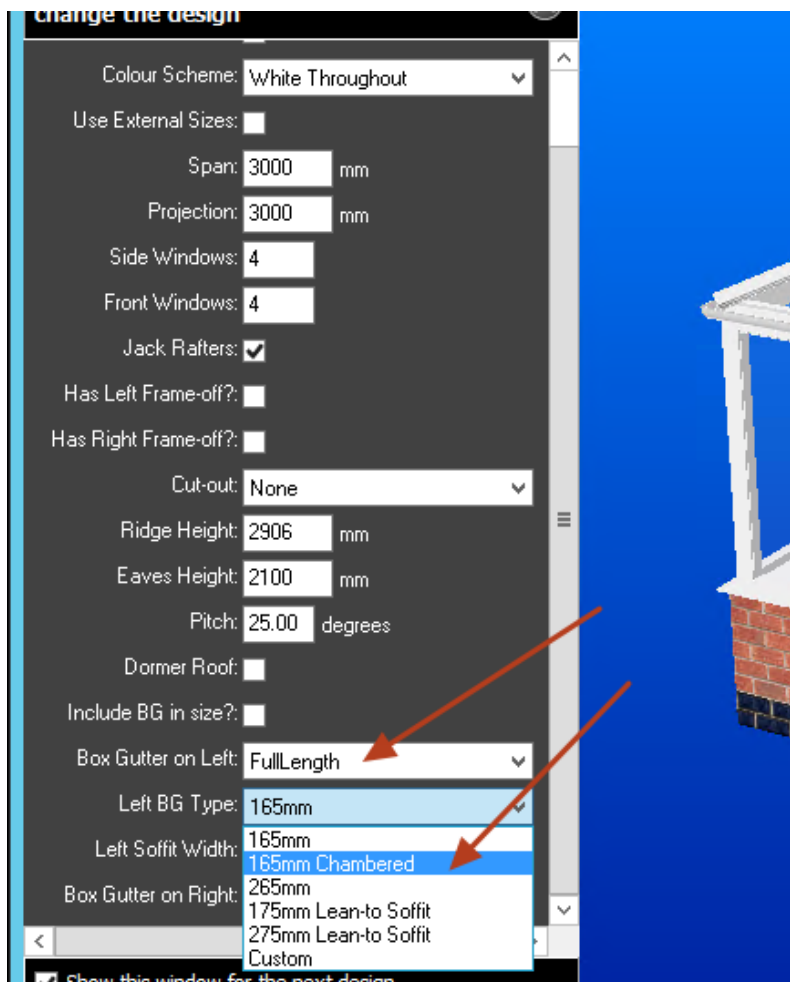 change the design
Colour Scheme: White Throughout
Use External Sizes:
Span: 3000 mm
Projection: 3000 mm
Side Windows: 4
Front Windows: 4
Jack Rafters:
Has Left Frame-off?:
Has Right Frame-off?:
Cut-out: None
Ridge Height: 2906 mm
Eaves Height: 2100 mm
Pitch: 25.00 degrees
Dormer Roof:
Include BG in size?:
Box Gutter on Left: FullLength
Left BG Type: 165mm
165mm
Left Soffit Width: 165mm Chambered
265mm
Box Gutter on Right: 175mm Lean-to Soffit
275mm Lean-to Soffit
Custom
Show this window for the next design